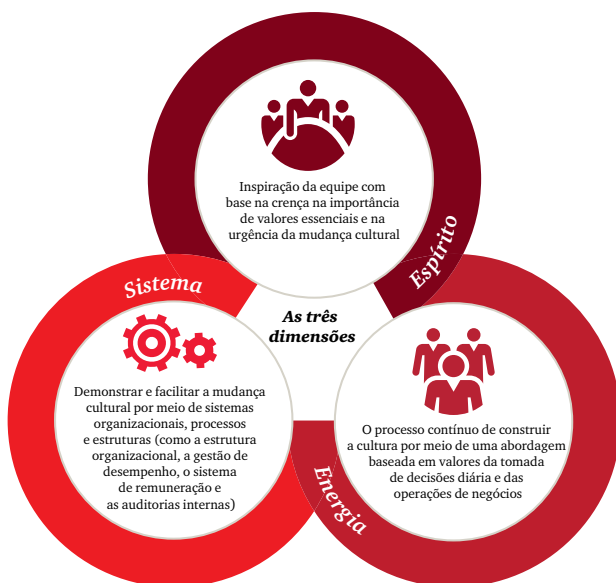 Inspiração da equipe com
base na crença na importância
de valores essenciais e na
urgência da mudança cultural
Espírito
Sistema
As três
dimensões
Demonstrar e facilitar a mudança
cultural por meio de sistemas
organizacionais, processos
e estruturas (como a estrutura
organizacional, a gestão de
desempenho, o sistema
de remuneração e
as auditorias internas)
O processo contínuo de construir
a cultura por meio de uma abordagem
baseada em valores da tomada
de decisões diária e das
operações de negócios
Energia